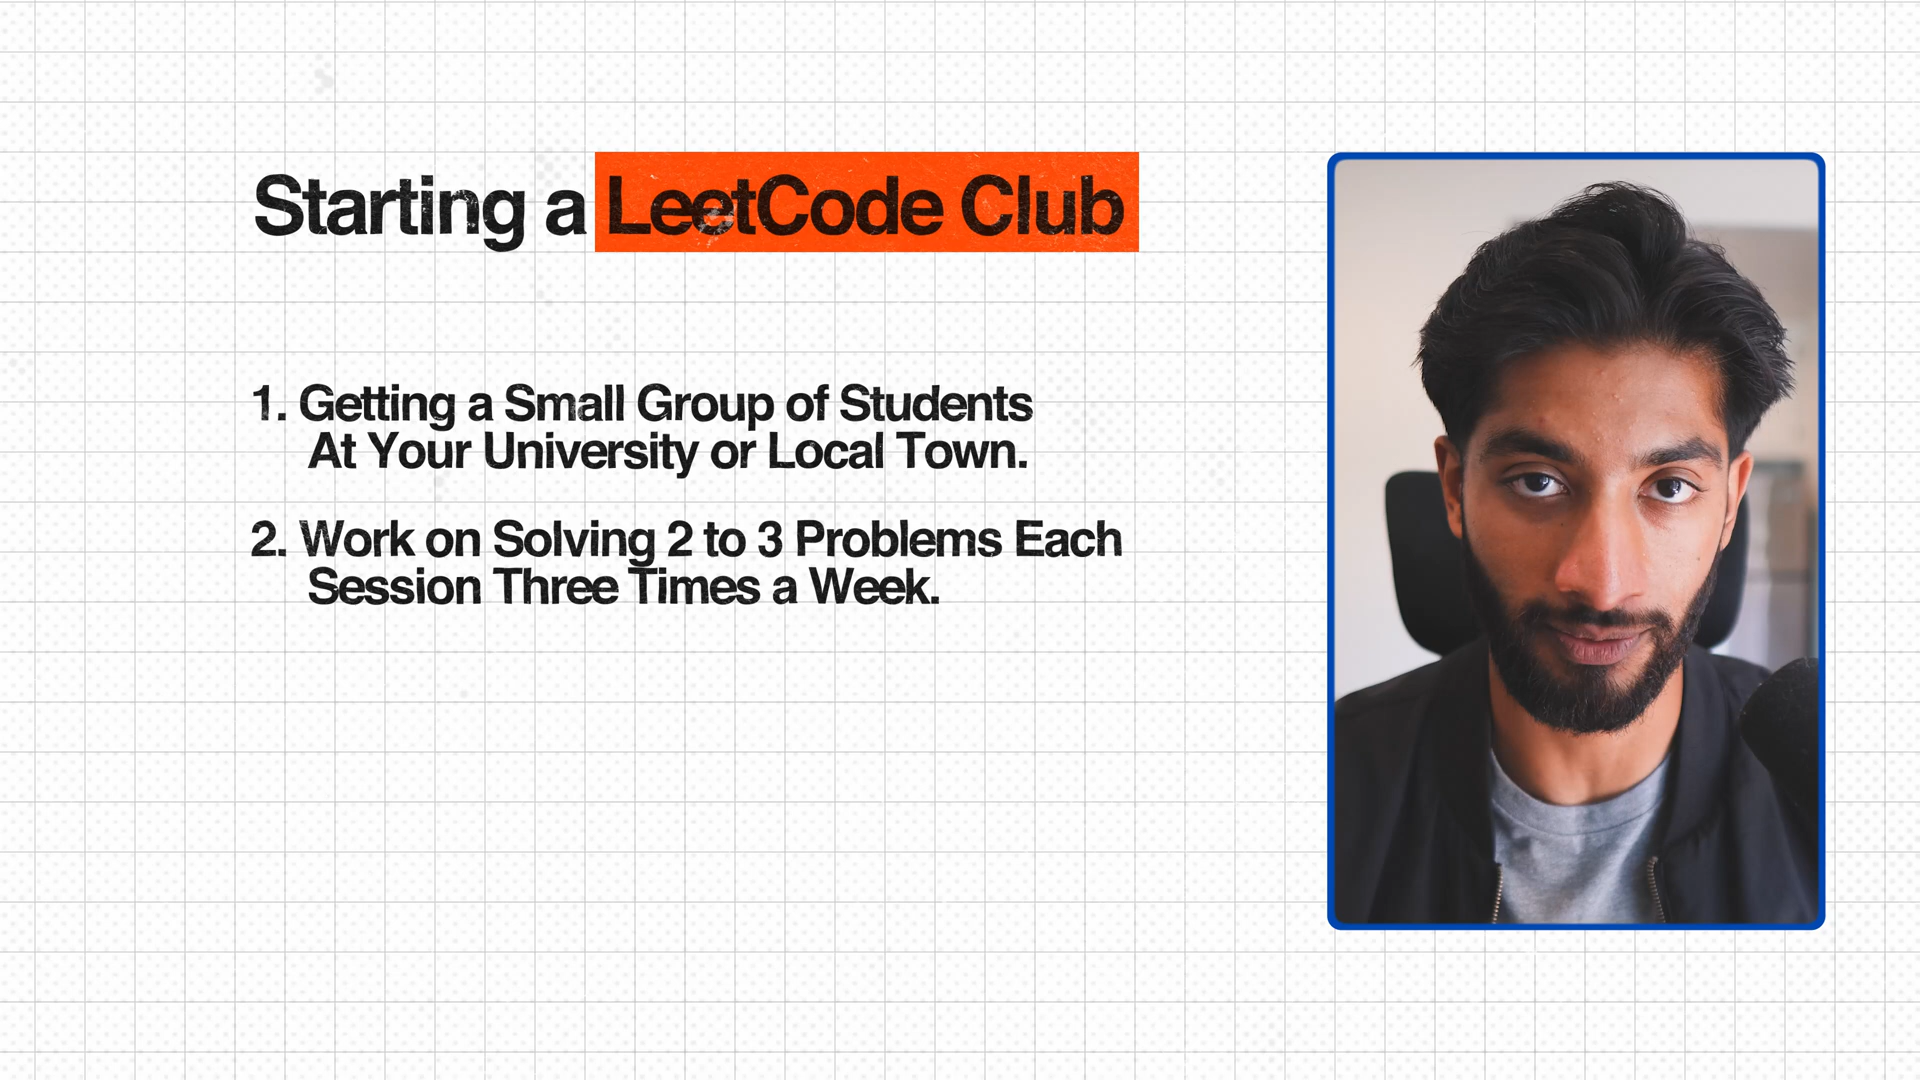 Starting a LeetCode Club
1. Getting a Small Group of Students
At Your University or Local Town.
2. Work on Solving 2 to 3 Problems Each
Session Three Times a Week.